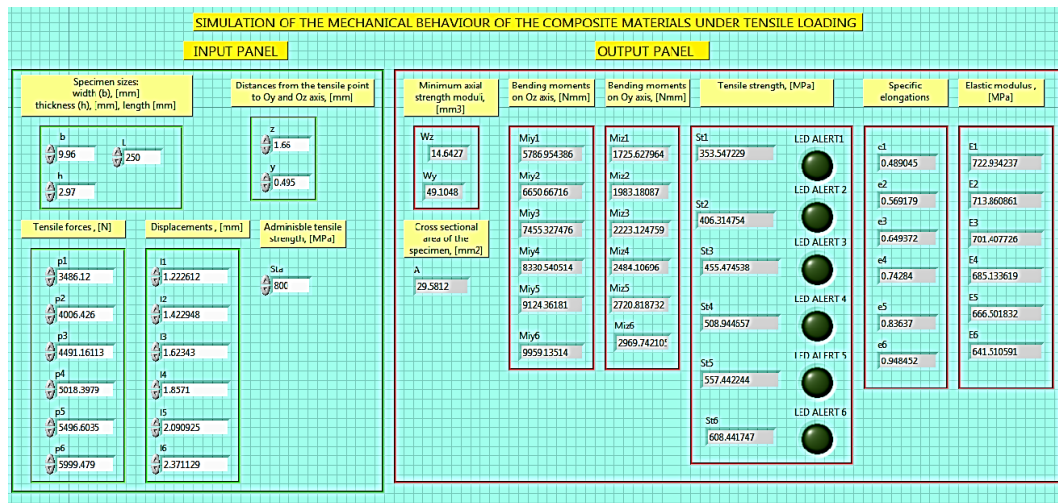 SIMULATION OF THE MECHANICAL BEHAVIOUR OF THE COMPOSITE MATERIALS UNDER TENSILE LOADING
INPUT PANEL
OUTPUT PANEL
Specimen sizes:
width (b), [mm]
thickness (h), [mm], length [mm]
b
9.96
L
250
h
2.97
Distances from the tensile point
to Oy and Oz axis, [mm]
z
1.66
y
0.495
Tensile forces , [N]
p1
3486.12
p2
4006.426
p3
4491.16113
p4
5018.3979
p5
5496.6035
p6
5999.479
Displacements , [mm]
l1
1.222612
l2
1.422948
l3
1.62343
l4
1.8571
l5
2.090925
l6
2.371129
Adminisble tensile
strength, [MPa]
Sta
800
Minimum axial
strength moduli,
[mm3]
Wz
14.6427
Wy
49.1048
Cross sectional
area of the
specimen, [mm2]
A
29.5812
Bending moments
on Oz axis, [Nmm]
Miy1
5786.954386
Miy2
6650.66716
Miy3
7455.327476
Miy4
8330.540514
Miy5
9124.36181
Miy6
9959.13514
Bending moments
on Oy axis, [Nmm]
Miz1
1725.627964
Miz2
1983.18087
Miz3
2223.124759
Miz4
2484.10696
Miz5
2720.818732
Miz6
2969.742105
Tensile strength, [MPa]
St1
353.547229
LED ALERT1
St2
406.314754
LED ALERT 2
St3
455.474538
LED ALERT 3
St4
508.944657
LED ALERT 4
St5
557.442244
LED ALERT 5
St6
608.441747
LED ALERT 6
Specific
elongations
e1
0.489045
e2
0.569179
e3
0.649372
e4
0.74284
e5
0.83637
e6
0.948452
Elastic modulus ,
[MPa]
E1
722.934237
E2
713.860861
E3
701.407726
E4
685.133619
E5
666.501832
E6
641.510591